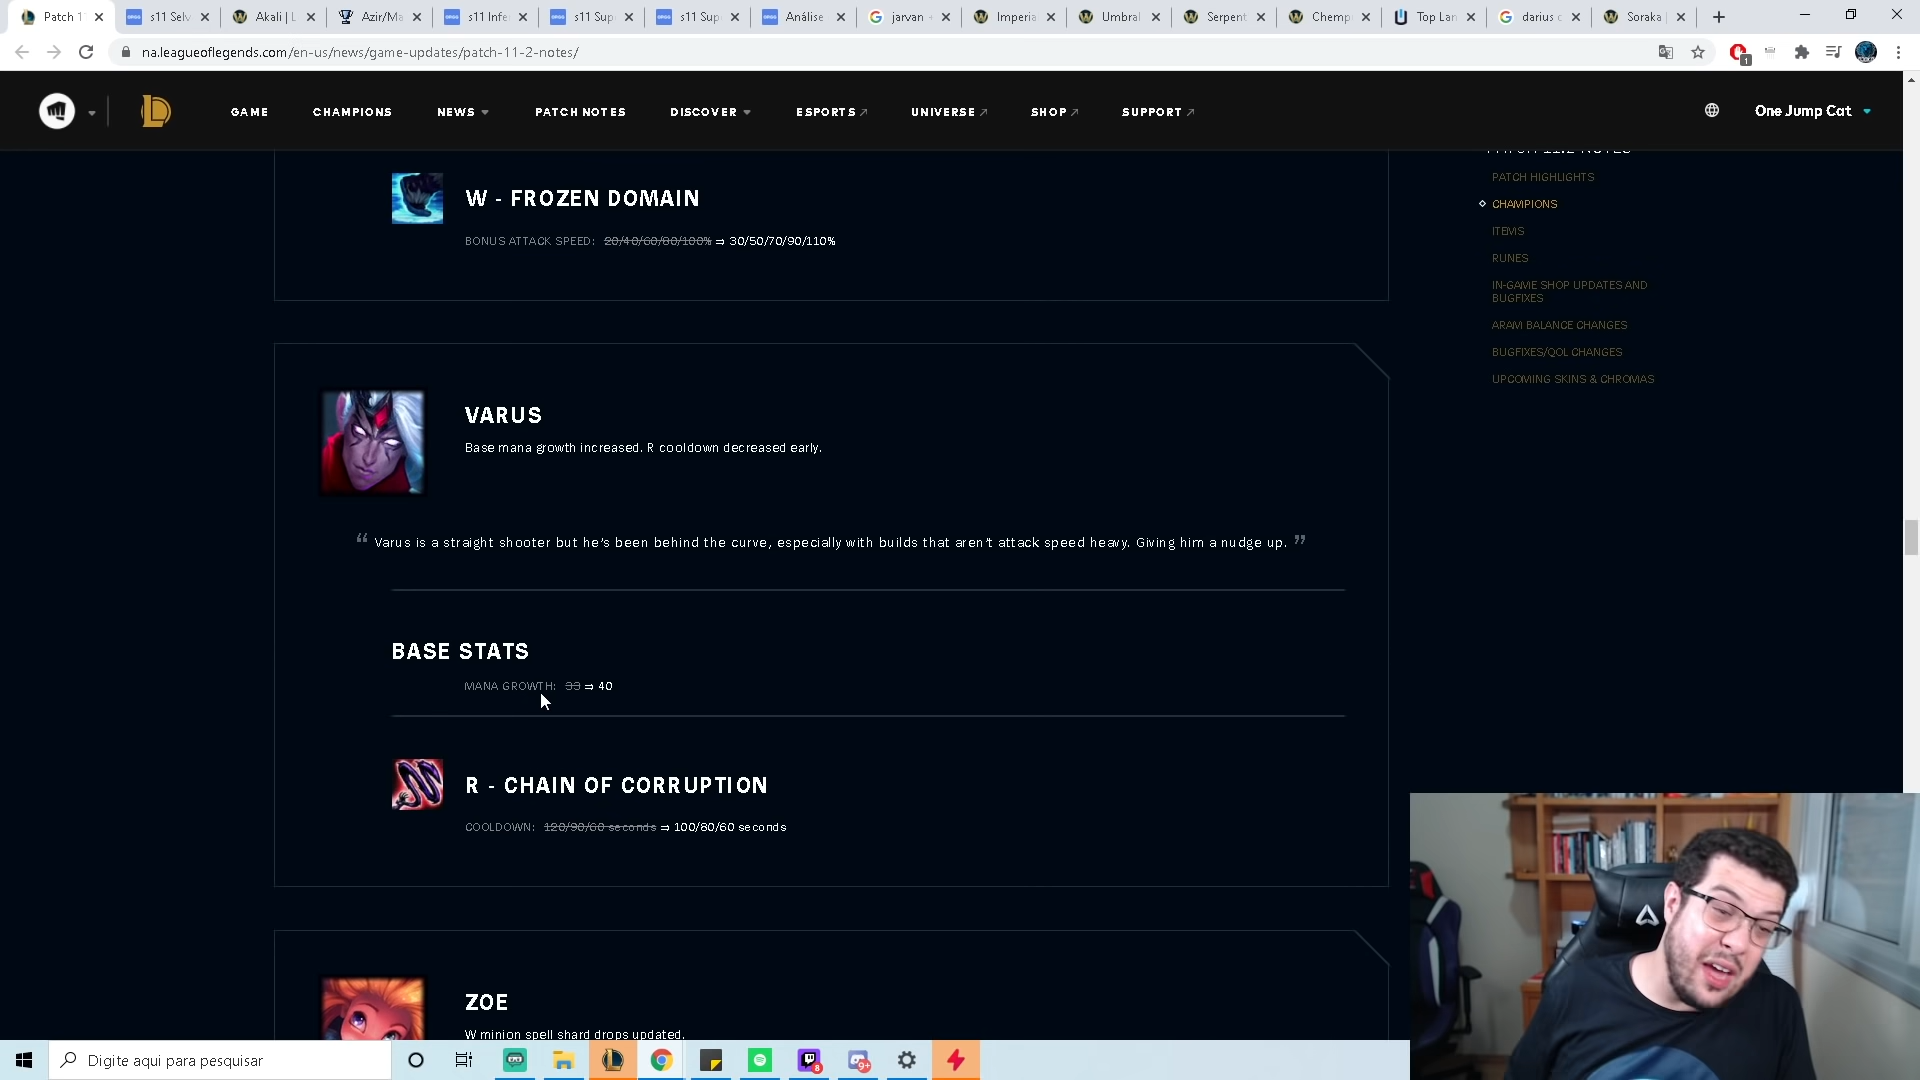 Patch 1
s11 Selv
Akali | L
Azir/Ma
s11 Infe
s11 Sup
s11 Sup
Análise
jarvan
Imperia
Umbral
Serpent
Chemp
Top Lan
darius c
Soraka
na.leagueoflegends.com/en-us/news/game-updates/patch-11-2-notes/
1
GAME
CHAMPIONS
NEWS
PATCH NOTES
DISCOVER
ESPORTS
UNIVERSE
SHOP
SUPPORT
One Jump Cat
PATCH 11.2 NOTES
PATCH HIGHLIGHTS
CHAMPIONS
ITEMS
RUNES
IN-GAME SHOP UPDATES AND
BUGFIXES
ARAM BALANCE CHANGES
BUGFIXES/QOL CHANGES
UPCOMING SKINS & CHROMAS
W - FROZEN DOMAIN
BONUS ATTACK SPEED: 20/40/60/80/100% ⇒ 30/50/70/90/110%
VARUS
Base mana growth increased. R cooldown decreased early.
“ Varus is a straight shooter but he’s been behind the curve, especially with builds that aren’t attack speed heavy. Giving him a nudge up. ”
BASE STATS
MANA GROWTH: 33 ⇒ 40
R - CHAIN OF CORRUPTION
COOLDOWN: 120/90/60 seconds ⇒ 100/80/60 seconds
ZOE
W minion spell shard drops updated.
Digite aqui para pesquisar
8
9+